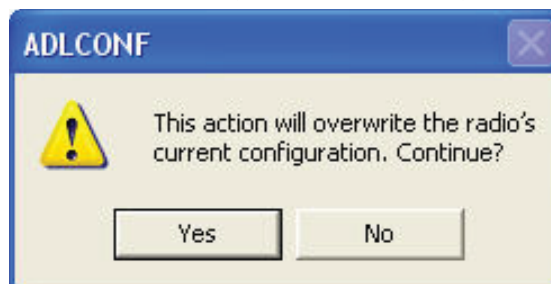 ADLCONF
This action will overwrite the radio's
current configuration. Continue?
Yes
No